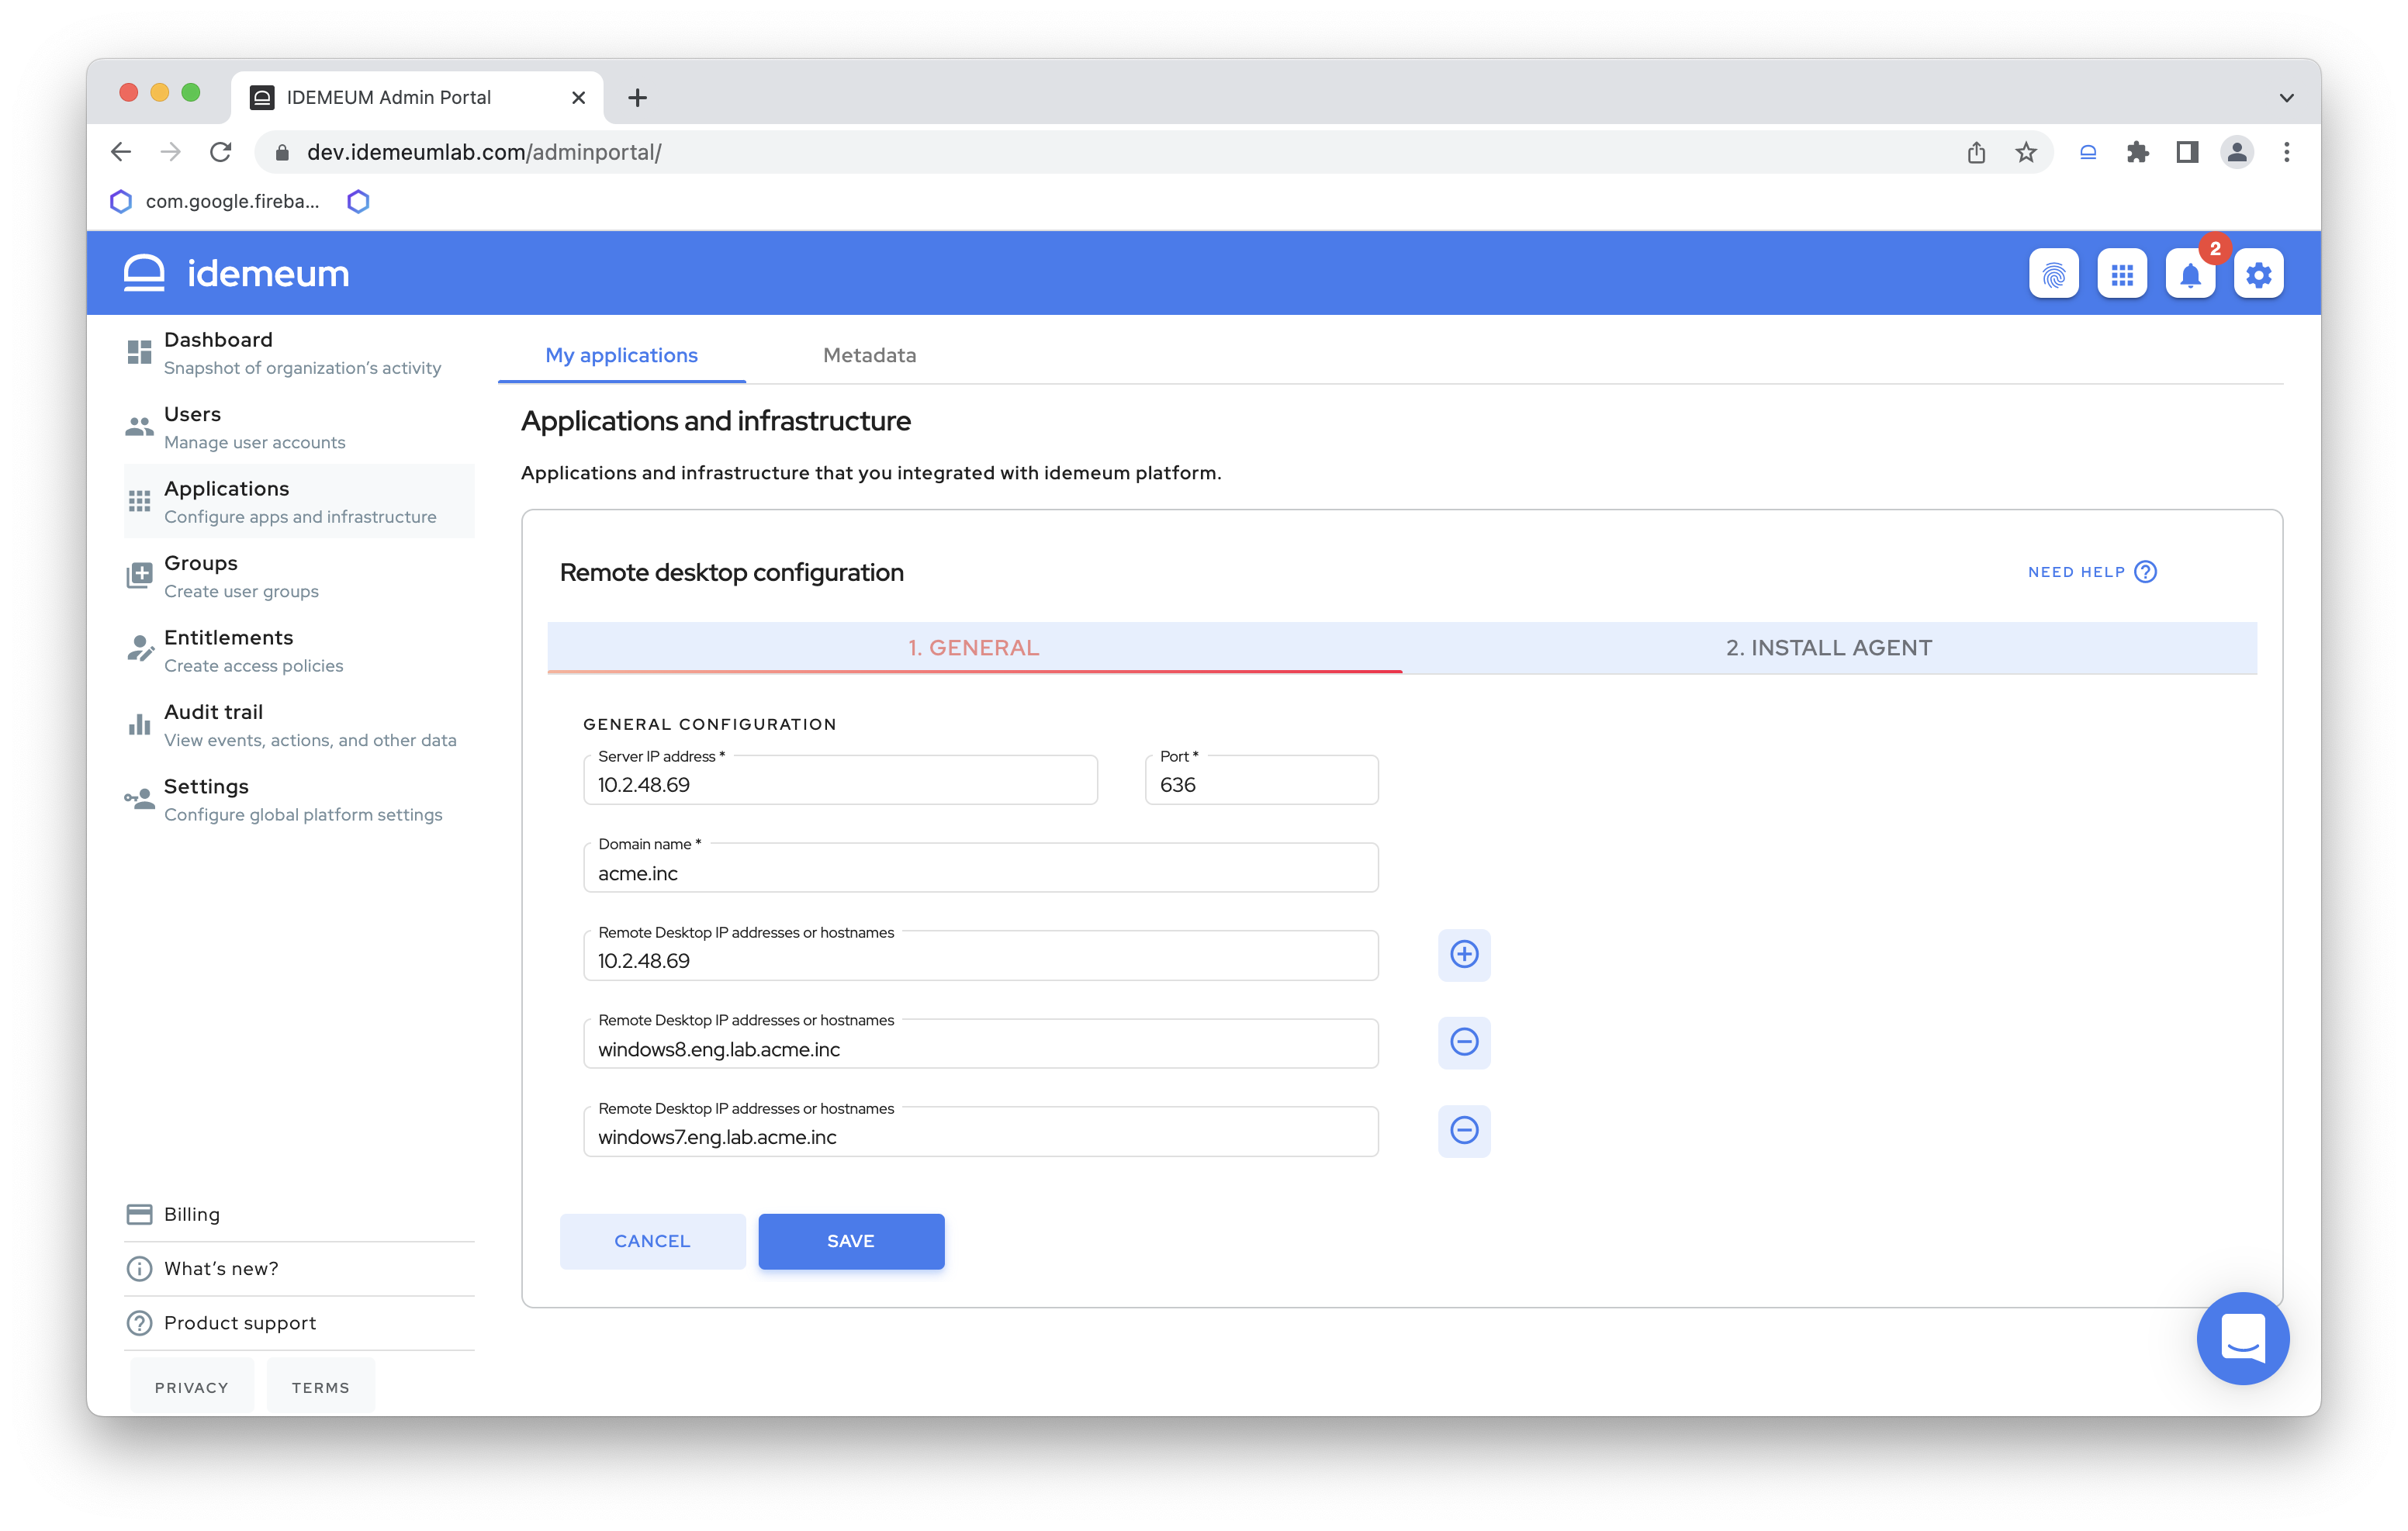 IDEMEUM Admin Portal
dev.idemeumlab.com/adminportal/
com.google.fireba...
idemeum
2
Dashboard
Snapshot of organization's activity
Users
Manage user accounts
Applications
Configure apps and infrastructure
Groups
Create user groups
Entitlements
Create access policies
Audit trail
View events, actions, and other data
Settings
Configure global platform settings
Billing
What's new?
Product support
PRIVACY TERMS
My applications Metadata
Applications and infrastructure
Applications and infrastructure that you integrated with idemeum platform.
Remote desktop configuration
NEED HELP ?
1. GENERAL 2. INSTALL AGENT
GENERAL CONFIGURATION
Server IP address * Port *
10.2.48.69 636
Domain name *
acme.inc
Remote Desktop IP addresses or hostnames
10.2.48.69
Remote Desktop IP addresses or hostnames
windows8.eng.lab.acme.inc
Remote Desktop IP addresses or hostnames
windows7.eng.lab.acme.inc
CANCEL SAVE